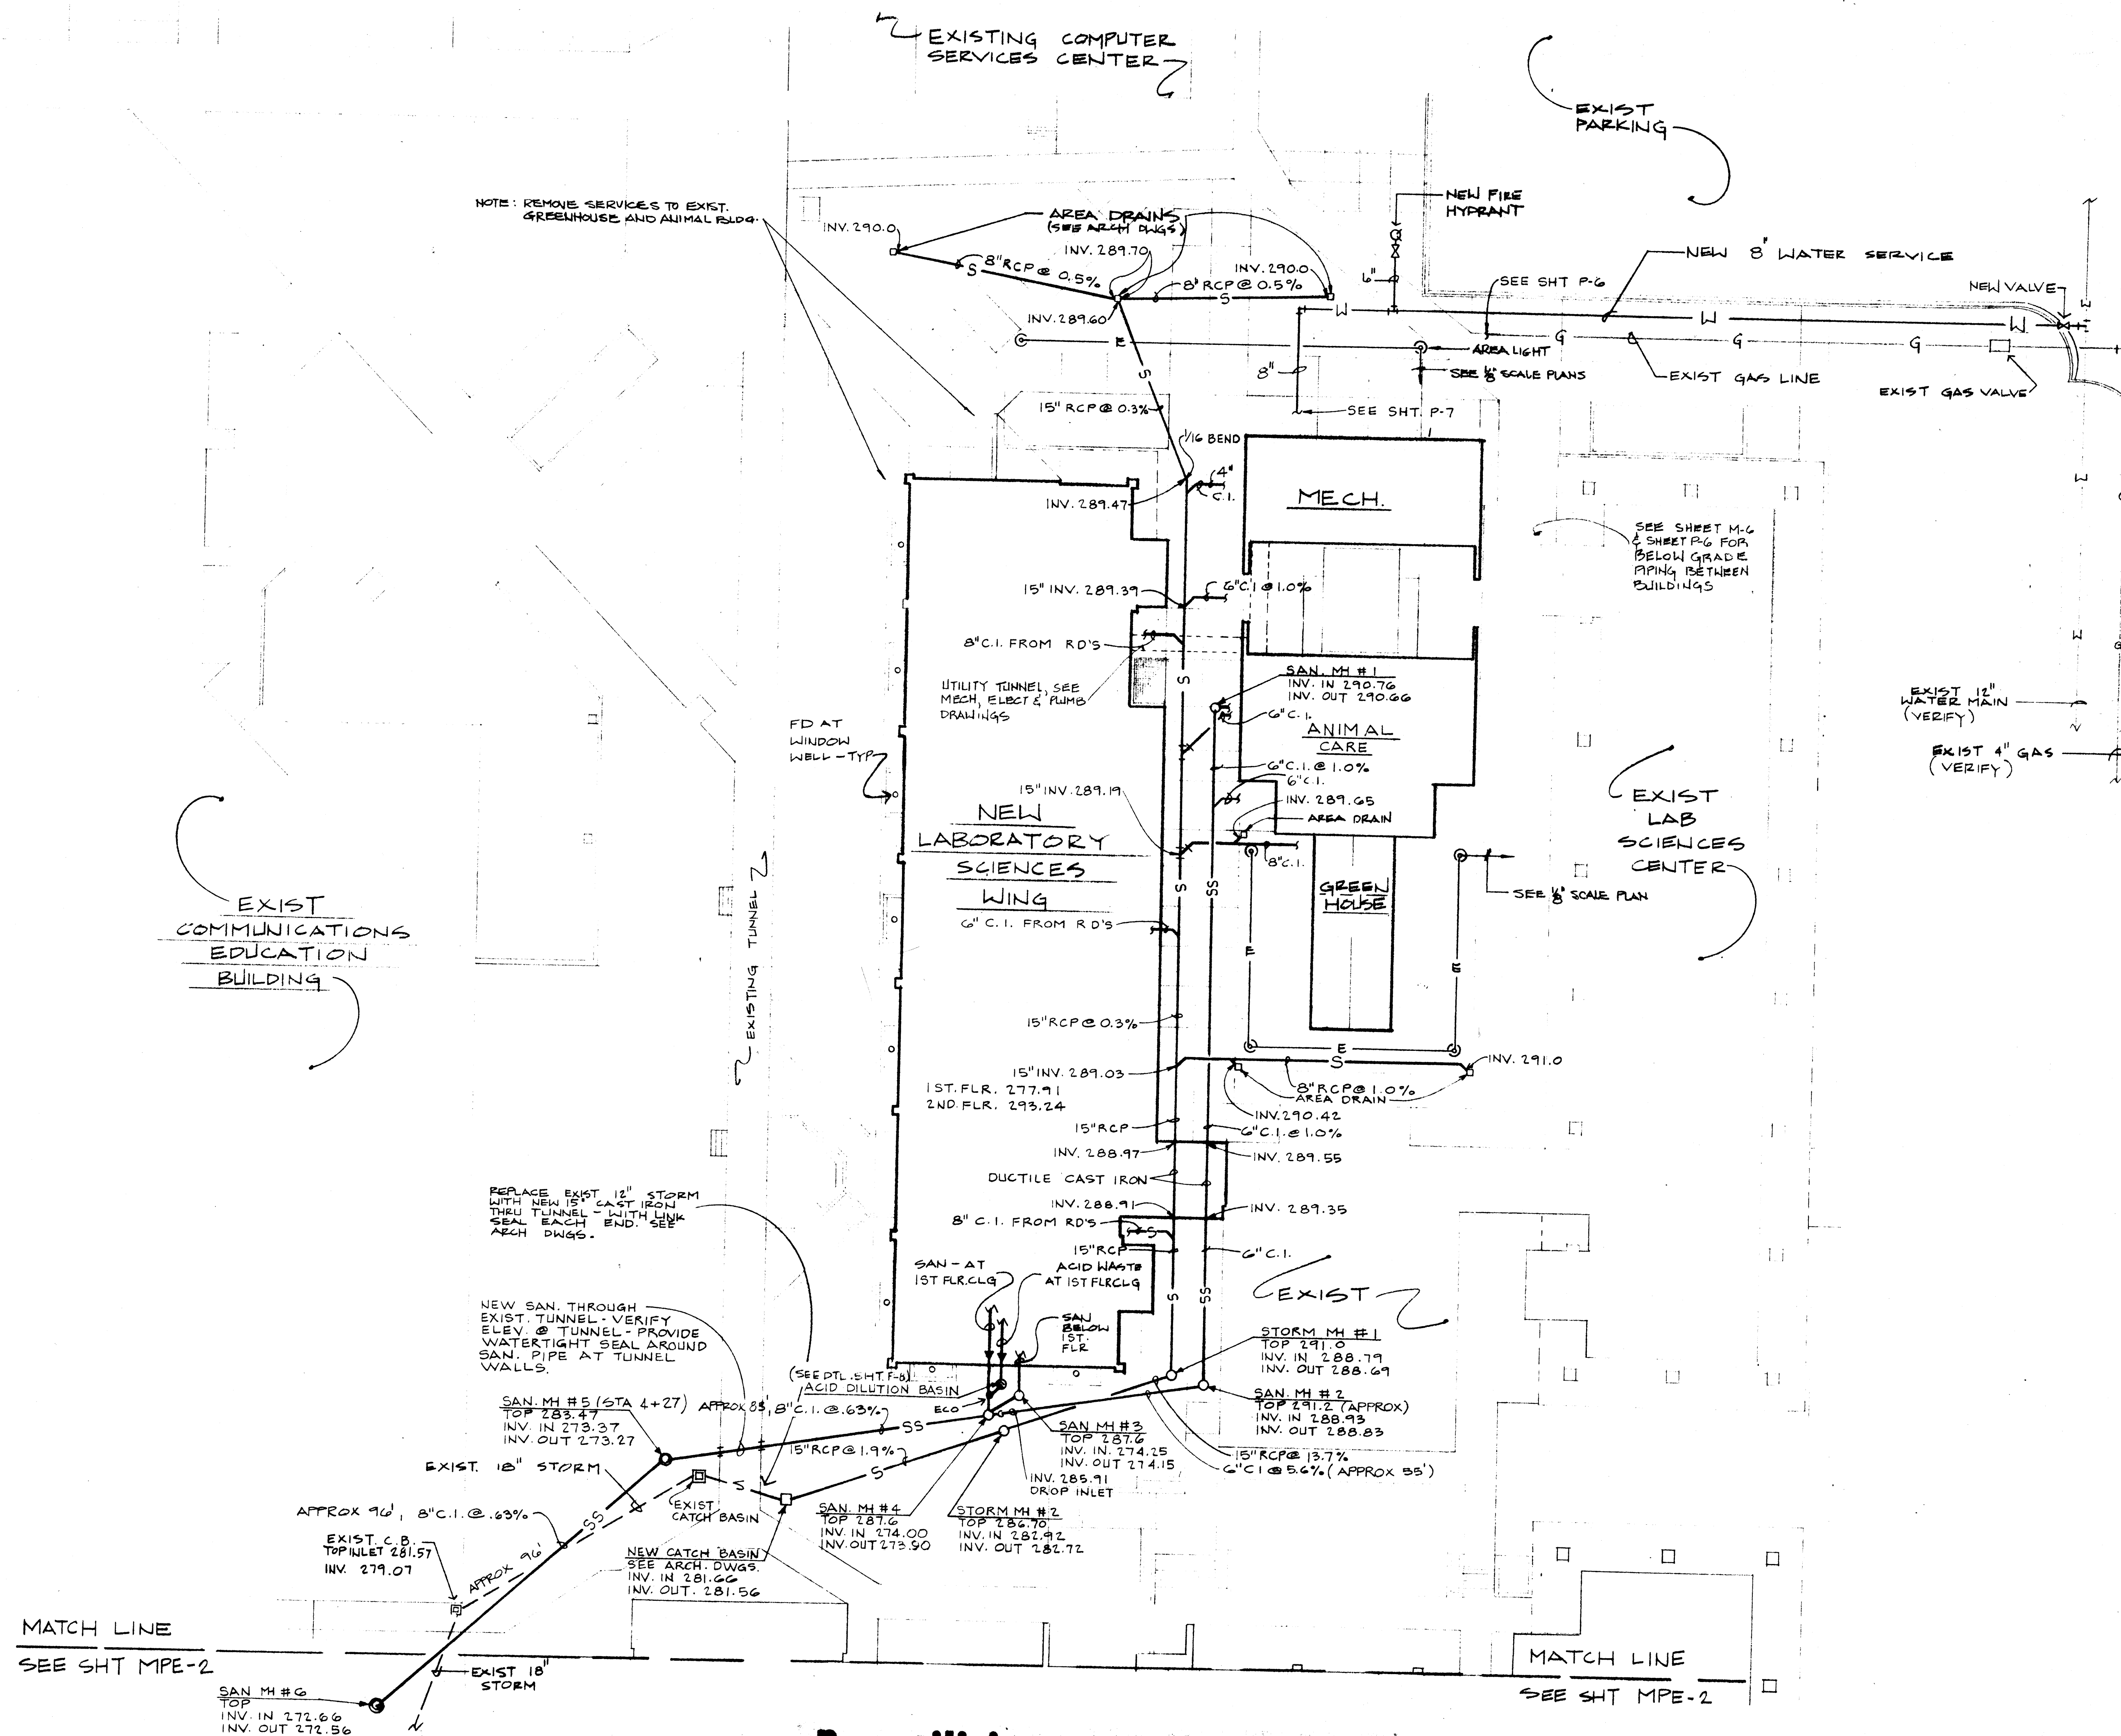 EXISTING COMPUTER
SERVICES CENTER
EXIST
PARKING
NOTE: REMOVE SERVICES TO EXIST.
GREENHOUSE AND ANIMAL BLDG.
INV. 290.0
AREA DRAINS
(SEE ARCH DWGS)
INV. 289.70
INV. 290.0
8" RCP @ 0.5%
S
8" RCP @ 0.5%
S
INV. 289.60
NEW FIRE
HYDRANT
6"
NEW 8" WATER SERVICE
SEE SHT P-6
NEW VALVE
W
W
W
W
G
G
G
E
AREA LIGHT
SEE 1/8" SCALE PLANS
EXIST GAS LINE
EXIST GAS VALVE
8"
SEE SHT. P-7
S
15" RCP @ 0.3%
1/16 BEND
4"
C.I.
INV. 289.47
MECH.
W
SEE SHEET M-6
& SHEET P-6 FOR
BELOW GRADE
PIPING BETWEEN
BUILDINGS
15" INV. 289.39
6" C.I @ 1.0%
8" C.I. FROM RD'S
W
G
S
UTILITY TUNNEL, SEE
MECH, ELECT & PLUMB
DRAWINGS
SAN. MH #1
INV. IN 290.76
INV. OUT 290.66
6" C.I.
ANIMAL
CARE
EXIST 12"
WATER MAIN
(VERIFY)
EXIST 4" GAS
(VERIFY)
FD AT
WINDOW
WELL - TYP
6" C.I. @ 1.0%
6" C.I.
15" INV. 289.19
INV. 289.65
AREA DRAIN
8" C.I.
NEW
LABORATORY
SCIENCES
WING
EXIST
LAB
SCIENCES
CENTER
S
SS
GREEN
HOUSE
SEE 1/8" SCALE PLAN
EXIST
COMMUNICATIONS
EDUCATION
BUILDING
EXISTING TUNNEL
6" C.I. FROM RD'S
E
E
15" RCP @ 0.3%
E
S
INV. 291.0
15" INV. 289.03
8" RCP @ 1.0%
AREA DRAIN
1ST. FLR. 277.91
2ND. FLR. 293.24
INV. 290.42
15" RCP
6" C.I. @ 1.0%
INV. 288.97
INV. 289.55
DUCTILE CAST IRON
REPLACE EXIST 12" STORM
WITH NEW 15" CAST IRON
THRU TUNNEL - WITH LINK
SEAL EACH END. SEE
ARCH DWGS.
INV. 288.91
INV. 289.35
8" C.I. FROM RD'S
S
15" RCP
6" C.I.
SAN - AT
1ST FLR. CLG
ACID WASTE
AT 1ST FLR CLG
S
SS
EXIST
NEW SAN. THROUGH
EXIST. TUNNEL - VERIFY
ELEV. @ TUNNEL - PROVIDE
WATERTIGHT SEAL AROUND
SAN. PIPE AT TUNNEL
WALLS.
SAN
BELOW
1ST.
FLR
STORM MH #1
TOP 291.0
INV. IN 288.79
INV. OUT 288.69
(SEE DTL. SHT. F-8)
ACID DILUTION BASIN
ECO
SAN. MH #5 (STA 4+27)
TOP 283.47
INV. IN 273.37
INV. OUT 273.27
APPROX 85', 8" C.I. @ .63%
SS
SAN. MH #2
TOP 291.2 (APPROX)
INV. IN 288.93
INV. OUT 288.83
SAN MH #3
TOP 287.6
INV. IN. 274.25
INV. OUT 274.15
15" RCP @ 1.9%
S
15" RCP @ 13.7%
6" C I @ 5.6% (APPROX 55')
EXIST. 18" STORM
S
INV. 285.91
DROP INLET
EXIST
CATCH BASIN
SAN. MH #4
TOP 287.6
INV. IN 274.00
INV. OUT 273.90
STORM MH #2
TOP 286.70
INV. IN 282.92
INV. OUT 282.72
APPROX 96', 8" C.I. @ .63%
SS
EXIST. C.B.
TOP INLET 281.57
INV. 279.07
APPROX 96'
NEW CATCH BASIN
SEE ARCH. DWGS.
INV. IN 281.66
INV. OUT. 281.56
MATCH LINE
SEE SHT MPE-2
MATCH LINE
SEE SHT MPE-2
EXIST 18"
STORM
SAN MH #6
TOP
INV. IN 272.66
INV. OUT 272.56